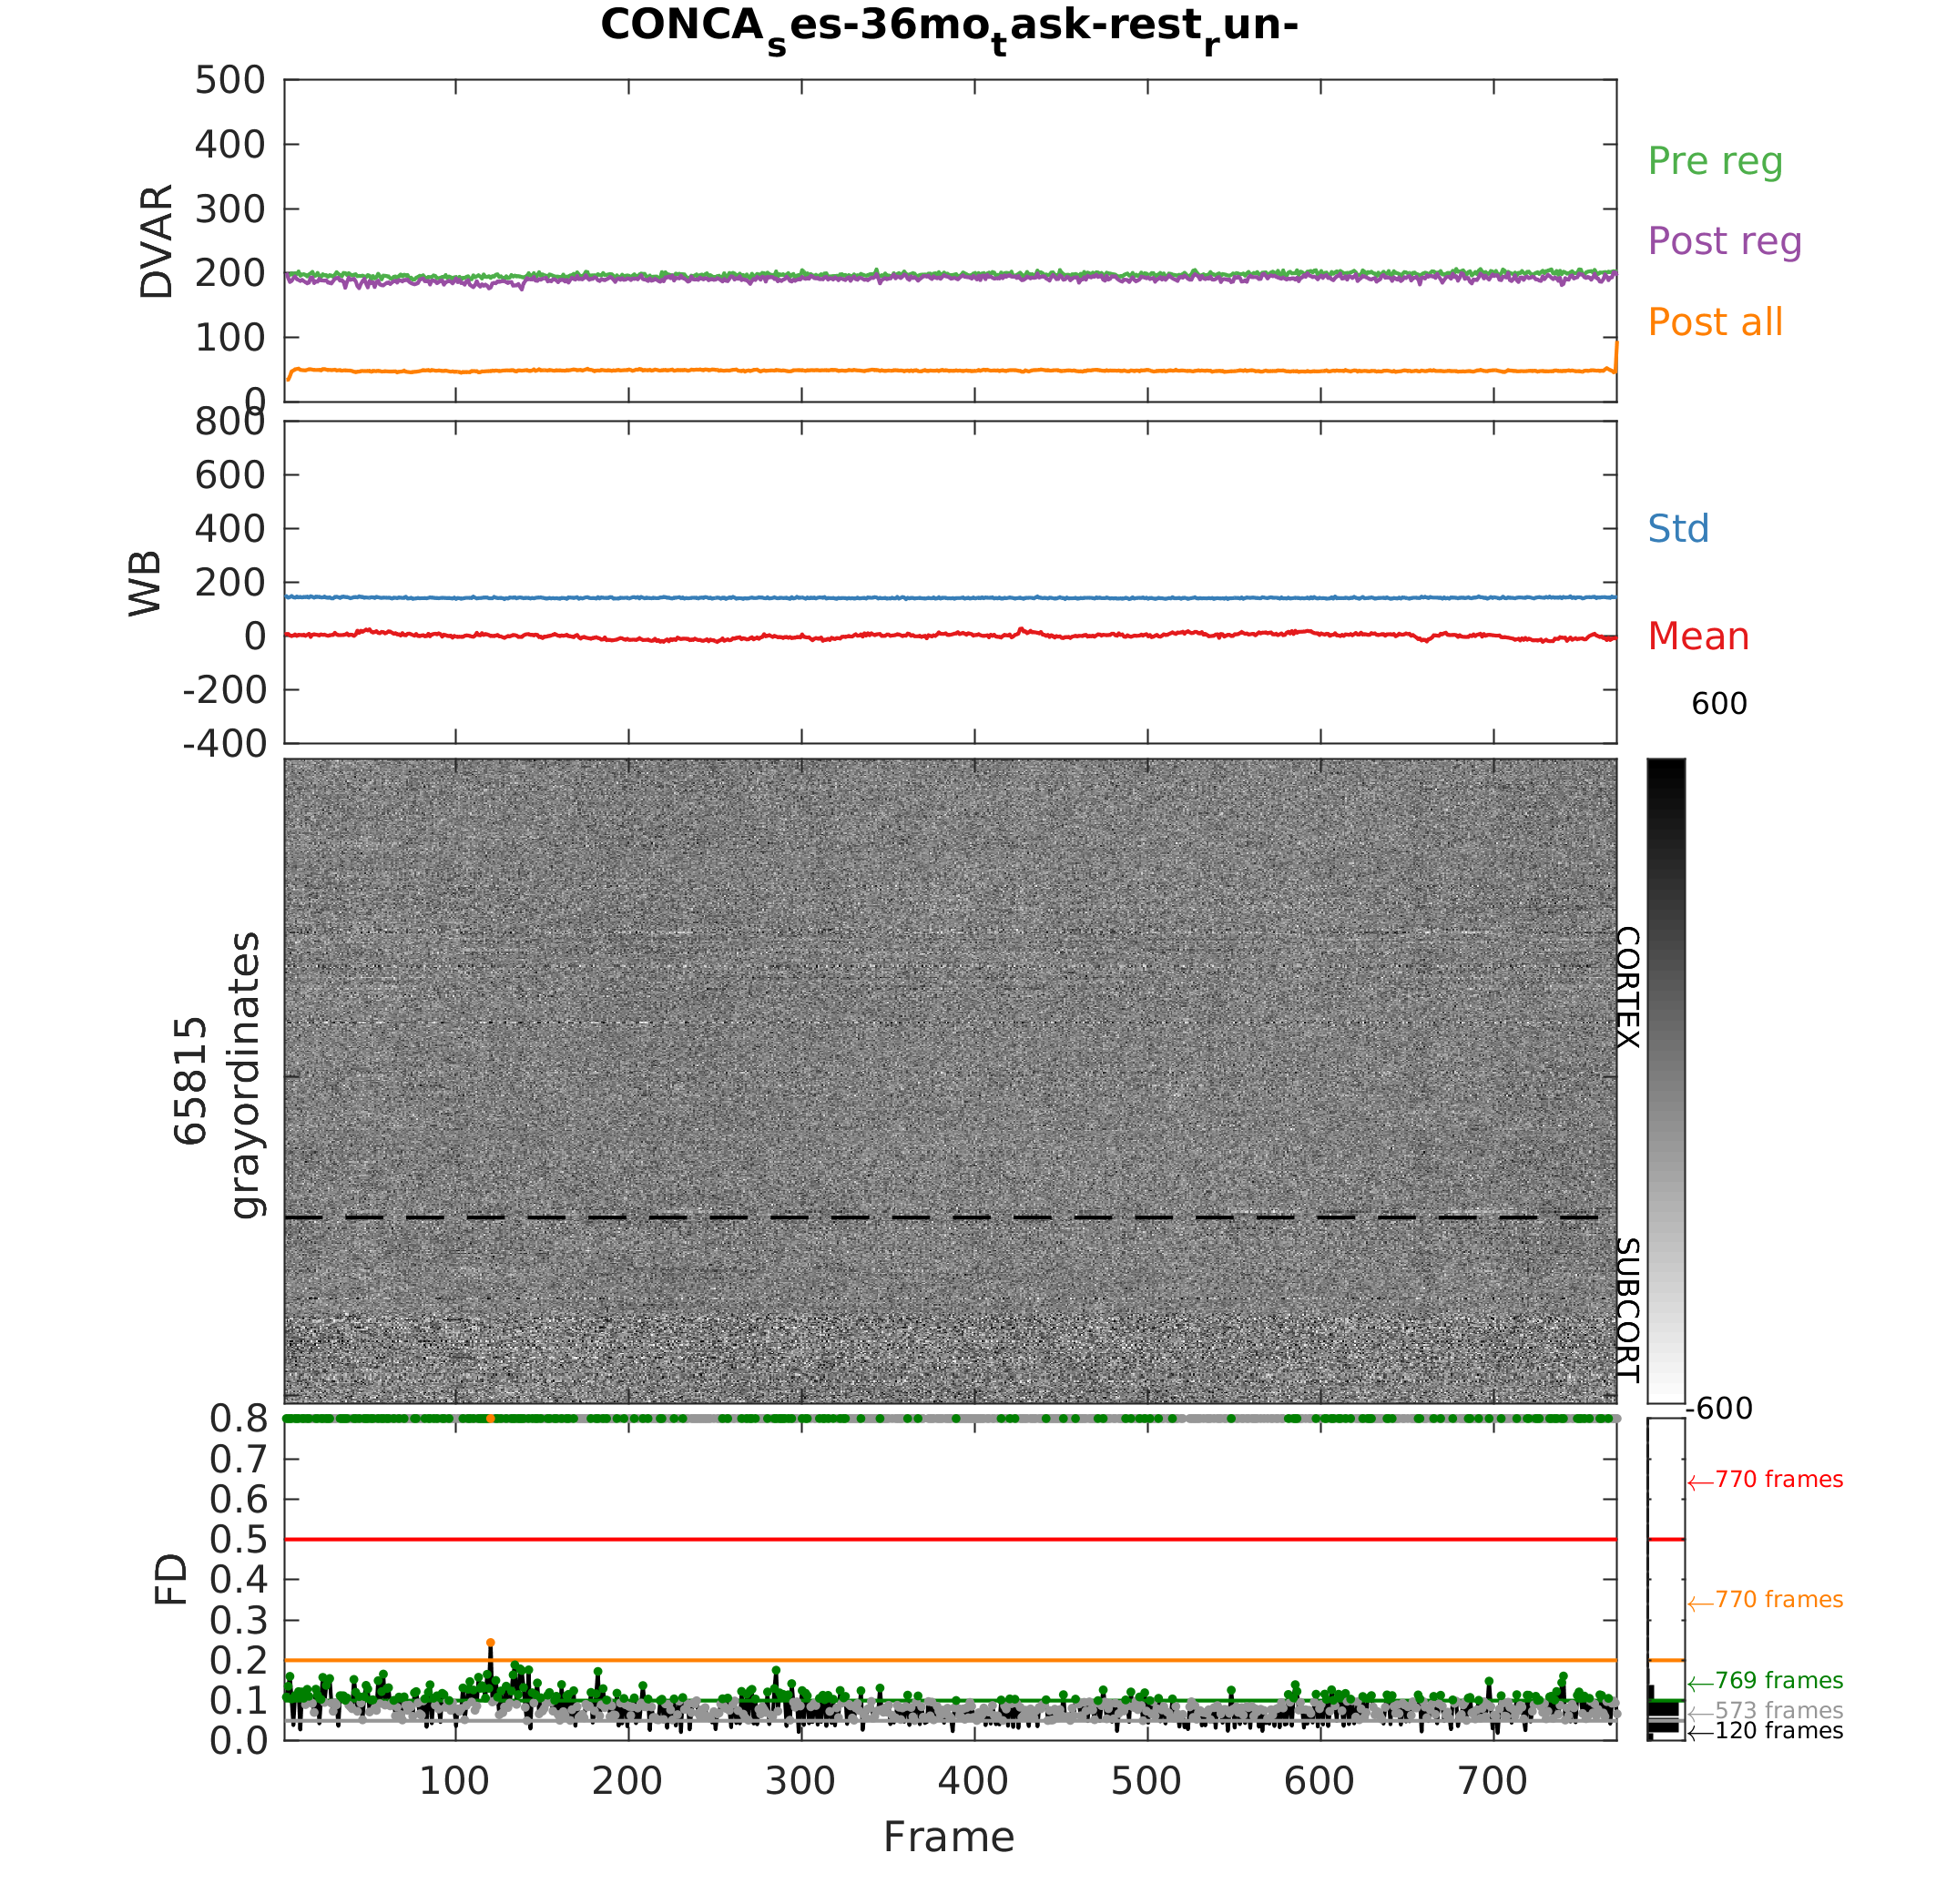 CONCAses-36motask-restrun-
500
400
300
200
100
0
DVAR
Pre reg
Post reg
Post all
800
600
400
200
0
-200
-400
WB
Std
Mean
600
65815
grayordinates
CORTEX
SUBCORT
-600
0.8
0.7
0.6
0.5
0.4
0.3
0.2
0.1
0.0
FD
←770 frames
←770 frames
←769 frames
←573 frames
←120 frames
100 200 300 400 500 600 700
Frame